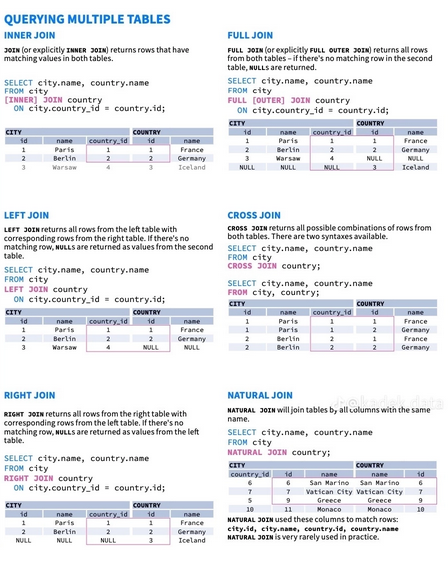 QUERYING MULTIPLE TABLES
INNER JOIN
JOIN (or explicitly INNER JOIN) returns rows that have
matching values in both tables.
SELECT city.name, country.name
FROM city
[INNER] JOIN country
ON city.country_id = country.id;
CITY COUNTRY
id name country_id id name
1 Paris 1 1 France
2 Berlin 2 2 Germany
3 Warsaw 4 3 Iceland
FULL JOIN
FULL JOIN (or explicitly FULL OUTER JOIN) returns all rows
from both tables – if there's no matching row in the second
table, NULLs are returned.
SELECT city.name, country.name
FROM city
FULL [OUTER] JOIN country
ON city.country_id = country.id;
CITY COUNTRY
id name country_id id name
1 Paris 1 1 France
2 Berlin 2 2 Germany
3 Warsaw 4 NULL NULL
NULL NULL NULL 3 Iceland
LEFT JOIN
LEFT JOIN returns all rows from the left table with
corresponding rows from the right table. If there's no
matching row, NULLs are returned as values from the second
table.
SELECT city.name, country.name
FROM city
LEFT JOIN country
ON city.country_id = country.id;
CITY COUNTRY
id name country_id id name
1 Paris 1 1 France
2 Berlin 2 2 Germany
3 Warsaw 4 NULL NULL
CROSS JOIN
CROSS JOIN returns all possible combinations of rows from
both tables. There are two syntaxes available.
SELECT city.name, country.name
FROM city
CROSS JOIN country;
SELECT city.name, country.name
FROM city, country;
CITY COUNTRY
id name country_id id name
1 Paris 1 1 France
1 Paris 1 2 Germany
2 Berlin 2 1 France
2 Berlin 2 2 Germany
RIGHT JOIN
RIGHT JOIN returns all rows from the right table with
corresponding rows from the left table. If there's no
matching row, NULLs are returned as values from the left
table.
SELECT city.name, country.name
FROM city
RIGHT JOIN country
ON city.country_id = country.id;
CITY COUNTRY
id name country_id id name
1 Paris 1 1 France
2 Berlin 2 2 Germany
NULL NULL NULL 3 Iceland
NATURAL JOIN
NATURAL JOIN will join tables by all columns with the same
name.
SELECT city.name, country.name
FROM city
NATURAL JOIN country;
CITY COUNTRY
country_id id name name id
6 6 San Marino San Marino 6
7 7 Vatican City Vatican City 7
5 9 Greece Greece 9
10 11 Monaco Monaco 10
NATURAL JOIN used these columns to match rows:
city.id, city.name, country.id, country.name
NATURAL JOIN is very rarely used in practice.